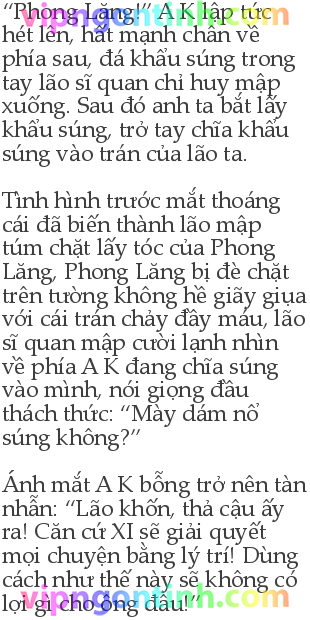 “Phong Lăng!” A K lập tức
vipngontinh.com
hét lên, hất mạnh chân về
phía sau, đá khẩu súng trong
tay lão sĩ quan chỉ huy mập
xuống. Sau đó anh ta bắt lấy
khẩu súng, trở tay chĩa khẩu
súng vào trán của lão ta.
Tình hình trước mắt thoáng
cái đã biến thành lão mập
túm chặt lấy tóc của Phong
Lăng, Phong Lăng bị đè chặt
trên tường không hề giãy giụa
với cái trán chảy đầy máu, lão
sĩ quan mập cười lạnh nhìn
về phía A K đang chĩa súng
vào mình, nói giọng đầu
thách thức: “Mày dám nổ
súng không?”
Ánh mắt A K bỗng trở nên tàn
nhẫn: “Lão khốn, thả cậu ấy
ra! Căn cứ XI sẽ giải quyết
mọi chuyện bằng lý trí! Dùng
cách như thế này sẽ không có
lợi gì cho ông đâu!
vipngontinh.com